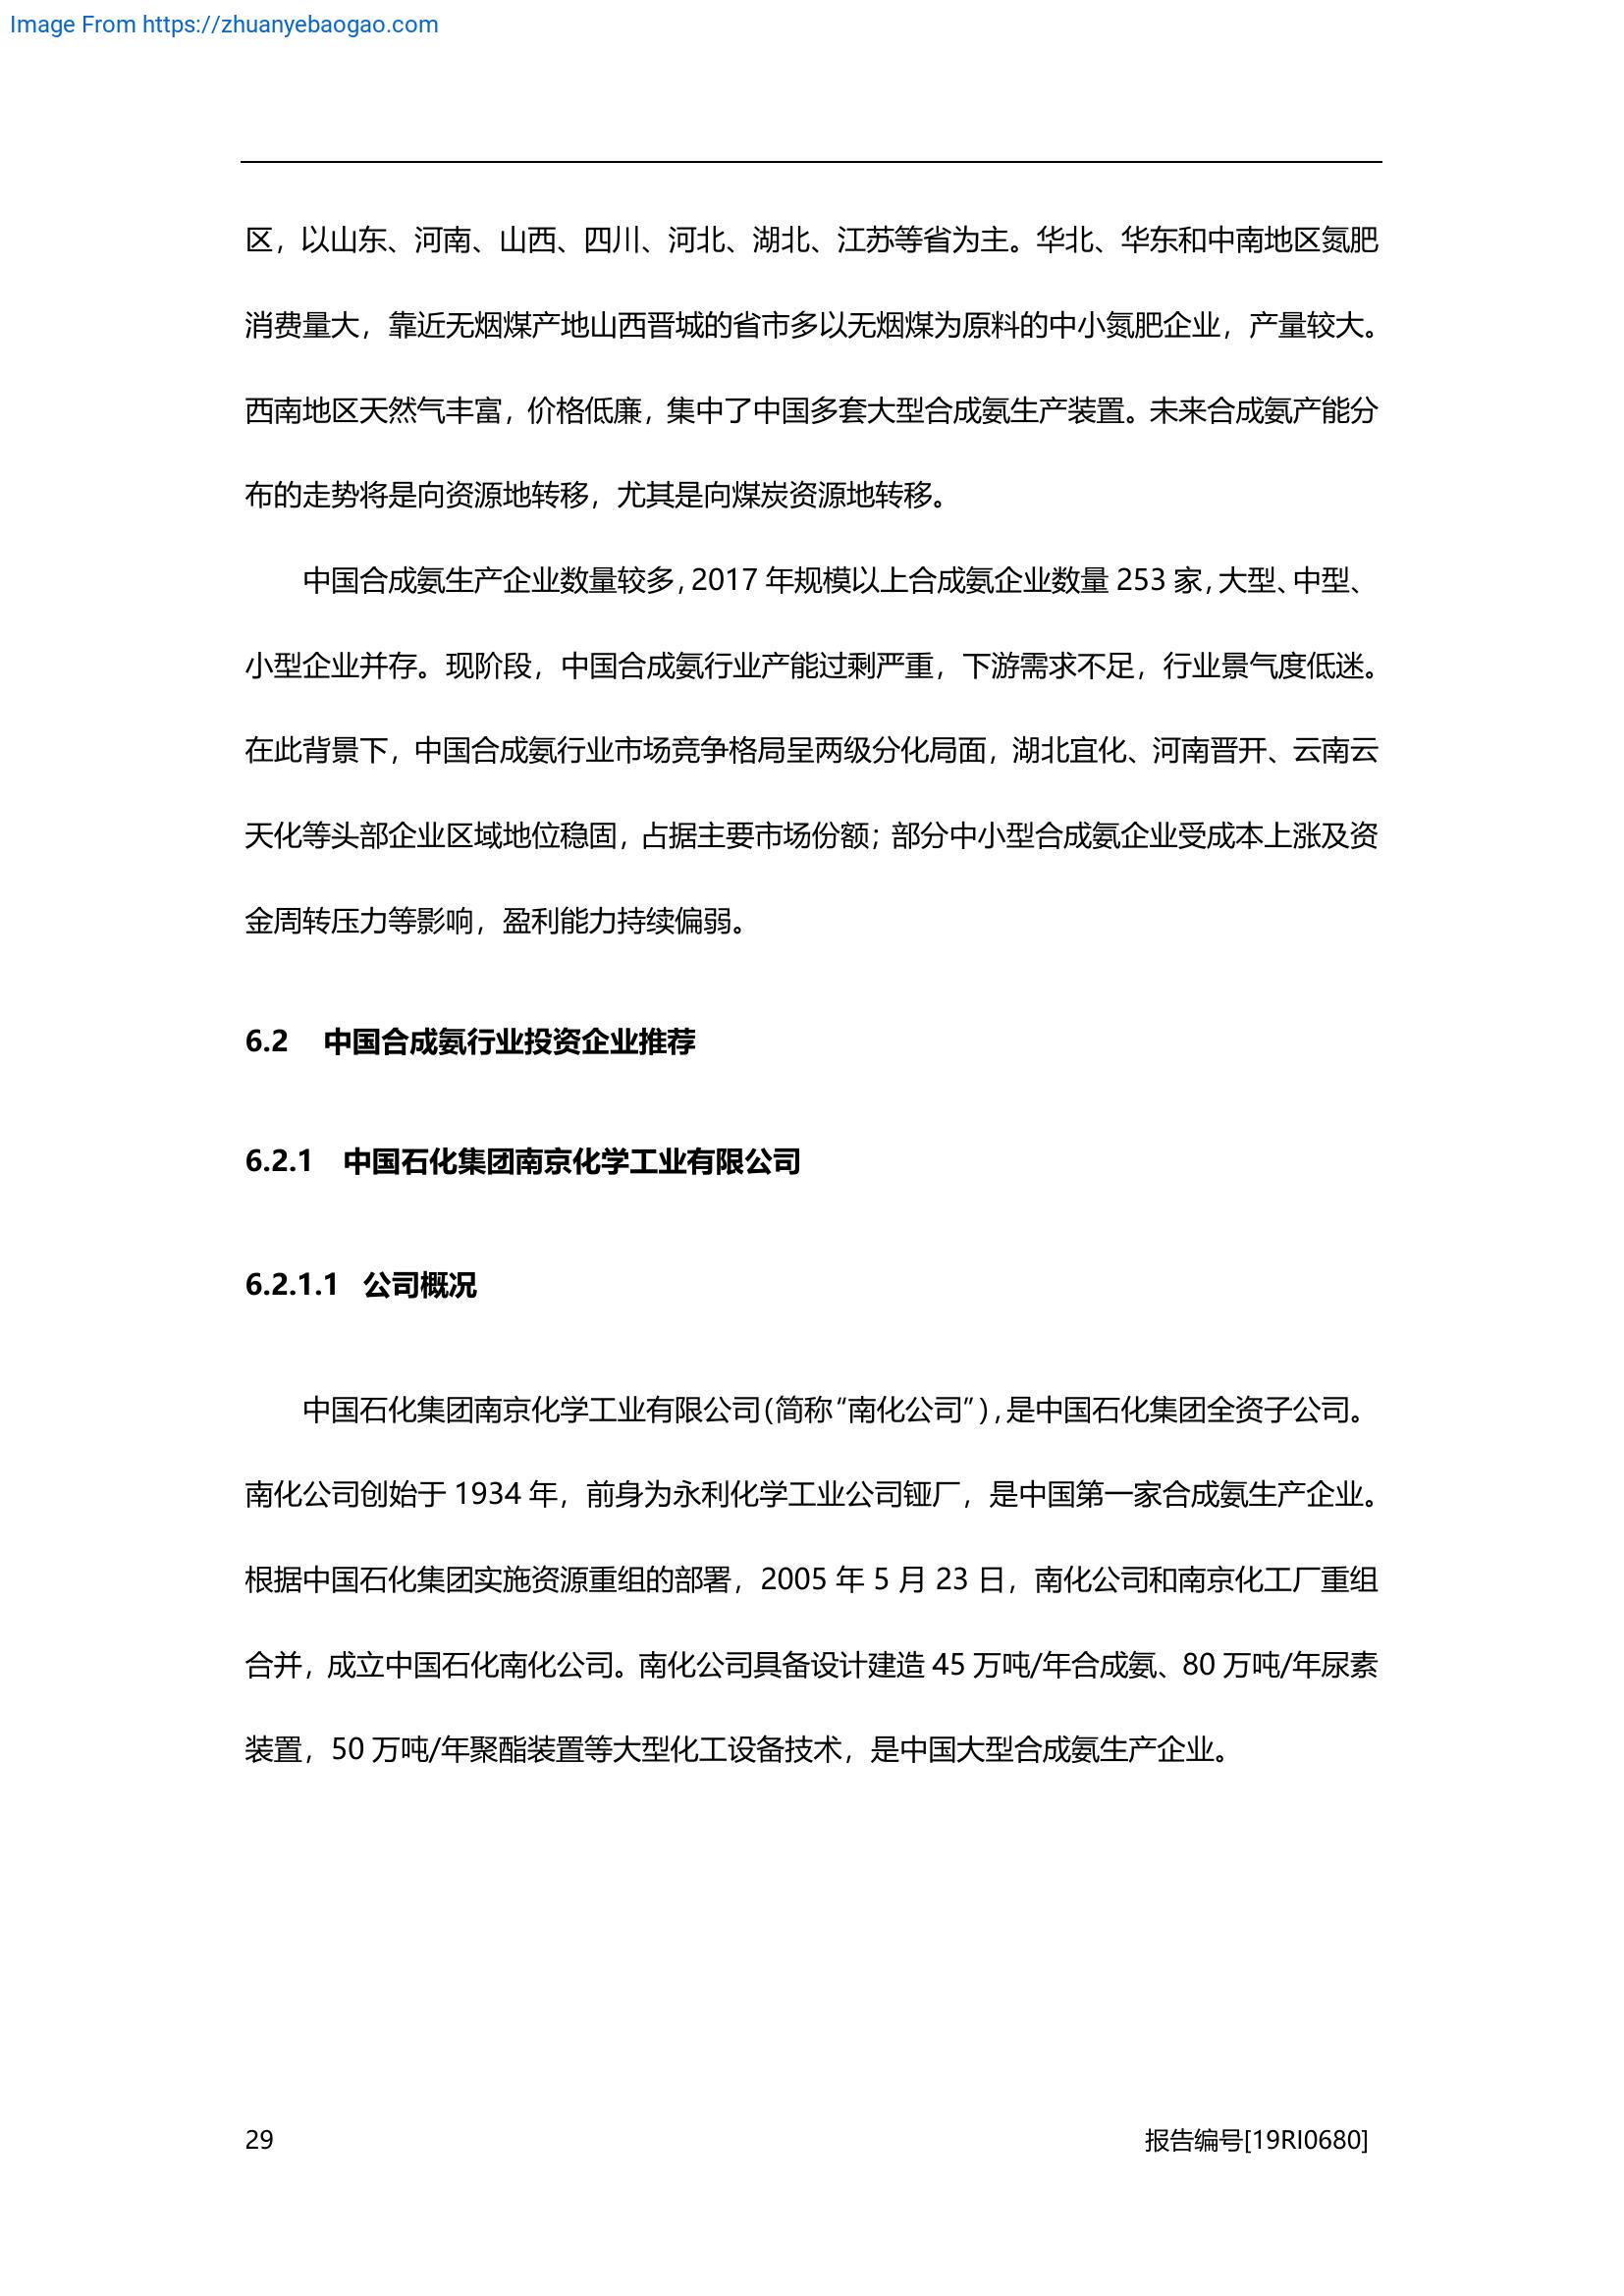 Image From https://zhuanyebaogao.com
区，以山东、河南、山西、四川、河北、湖北、江苏等省为主。华北、华东和中南地区氮肥
消费量大，靠近无烟煤产地山西晋城的省市多以无烟煤为原料的中小氮肥企业，产量较大。
西南地区天然气丰富，价格低廉，集中了中国多套大型合成氨生产装置。未来合成氨产能分
布的走势将是向资源地转移，尤其是向煤炭资源地转移。
中国合成氨生产企业数量较多，2017 年规模以上合成氨企业数量 253 家，大型、中型、
小型企业并存。现阶段，中国合成氨行业产能过剩严重，下游需求不足，行业景气度低迷。
在此背景下，中国合成氨行业市场竞争格局呈两级分化局面，湖北宜化、河南晋开、云南云
天化等头部企业区域地位稳固，占据主要市场份额；部分中小型合成氨企业受成本上涨及资
金周转压力等影响，盈利能力持续偏弱。
6.2 中国合成氨行业投资企业推荐
6.2.1 中国石化集团南京化学工业有限公司
6.2.1.1 公司概况
中国石化集团南京化学工业有限公司（简称“南化公司”），是中国石化集团全资子公司。
南化公司创始于 1934 年，前身为永利化学工业公司铔厂，是中国第一家合成氨生产企业。
根据中国石化集团实施资源重组的部署，2005 年 5 月 23 日，南化公司和南京化工厂重组
合并，成立中国石化南化公司。南化公司具备设计建造 45 万吨/年合成氨、80 万吨/年尿素
装置，50 万吨/年聚酯装置等大型化工设备技术，是中国大型合成氨生产企业。
29 报告编号[19RI0680]